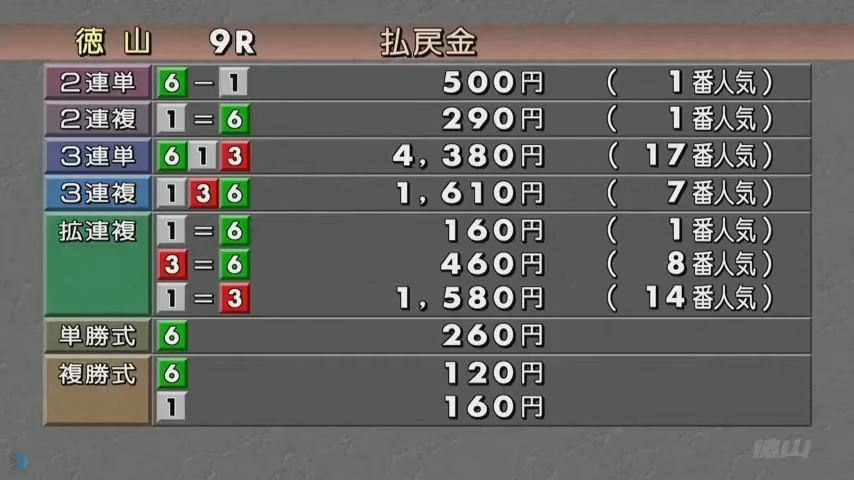 徳山 9R 払戻金
2連単 6－1 500円 （ 1番人気）
2連複 1＝6 290円 （ 1番人気）
3連単 6 1 3 4,380円 （ 17番人気）
3連複 1 3 6 1,610円 （ 7番人気）
拡連複 1＝6 160円 （ 1番人気）
3＝6 460円 （ 8番人気）
1＝3 1,580円 （ 14番人気）
単勝式 6 260円
複勝式 6 120円
1 160円
徳山